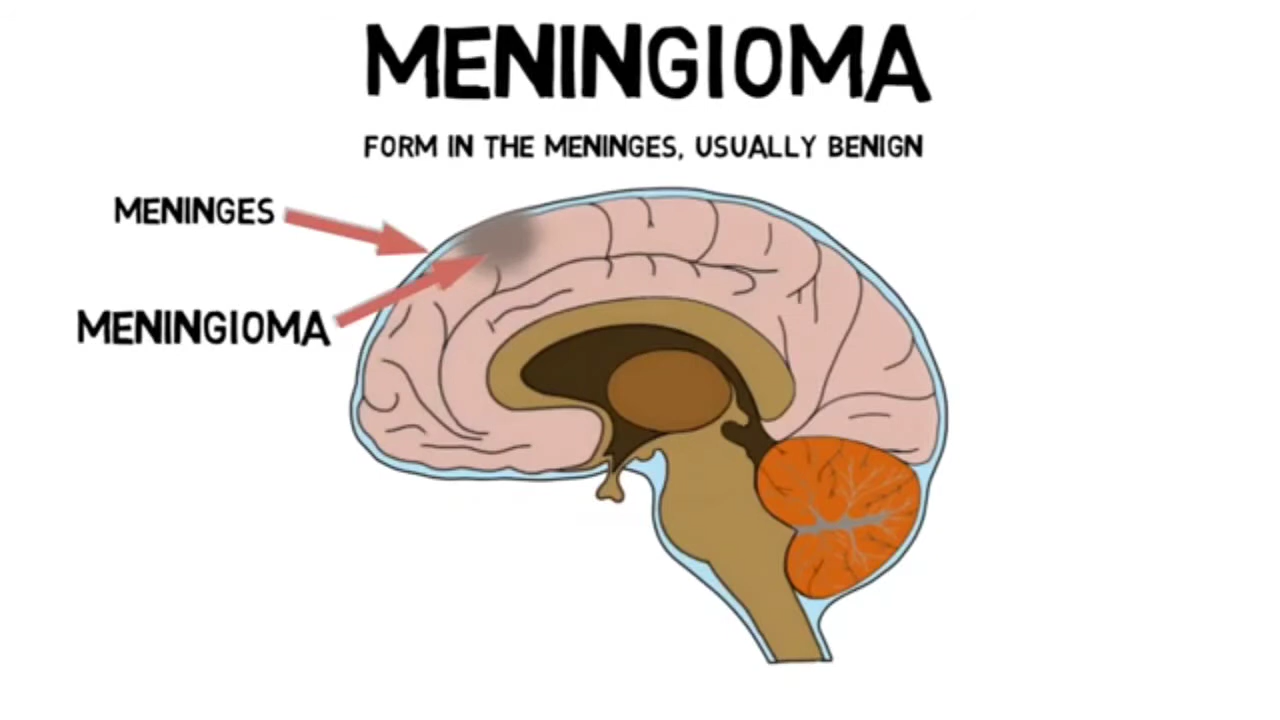 MENINGIOMA
FORM IN THE MENINGES, USUALLY BENIGN
MENINGES
MENINGIOMA